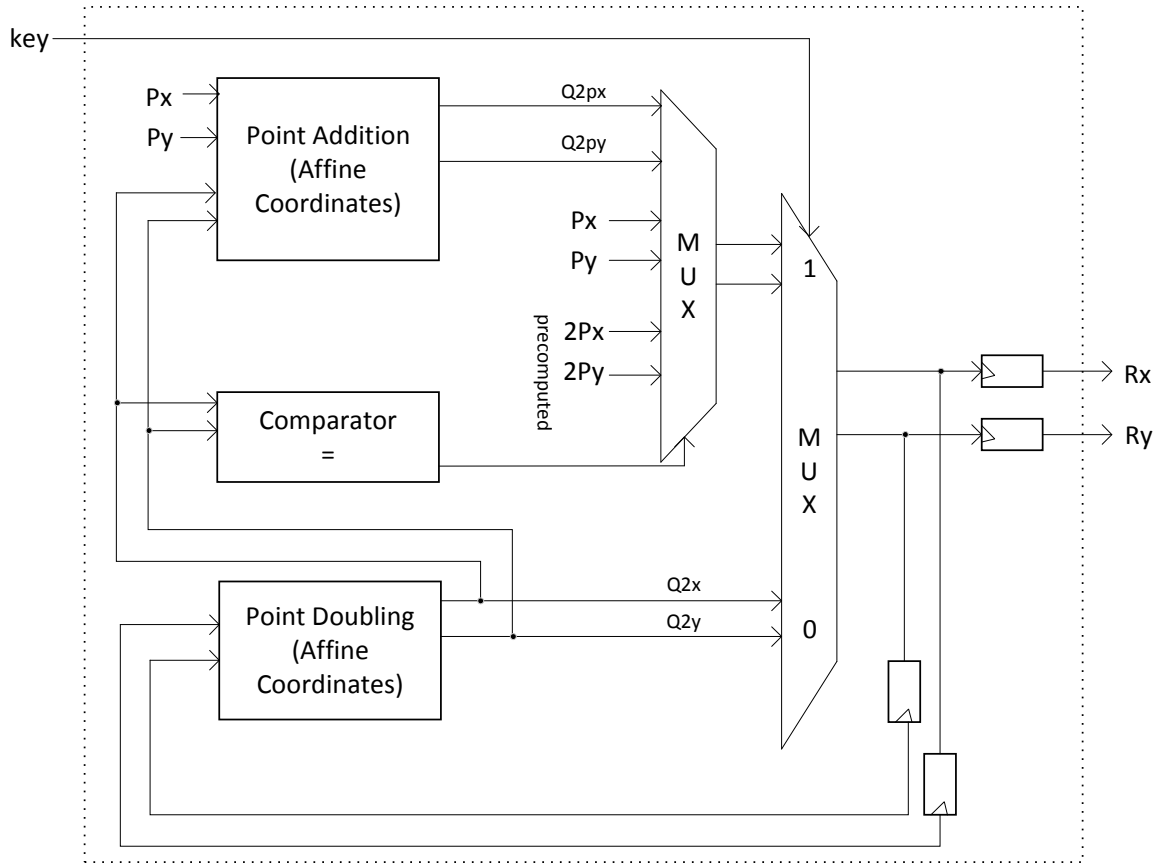 key
Px
Py
Point Addition
(Affine
Coordinates)
Q2px
Q2py
Px
Py
2Px
2Py
precomputed
M
U
X
1
M
U
X
0
Rx
Ry
Comparator
=
Point Doubling
(Affine
Coordinates)
Q2x
Q2y